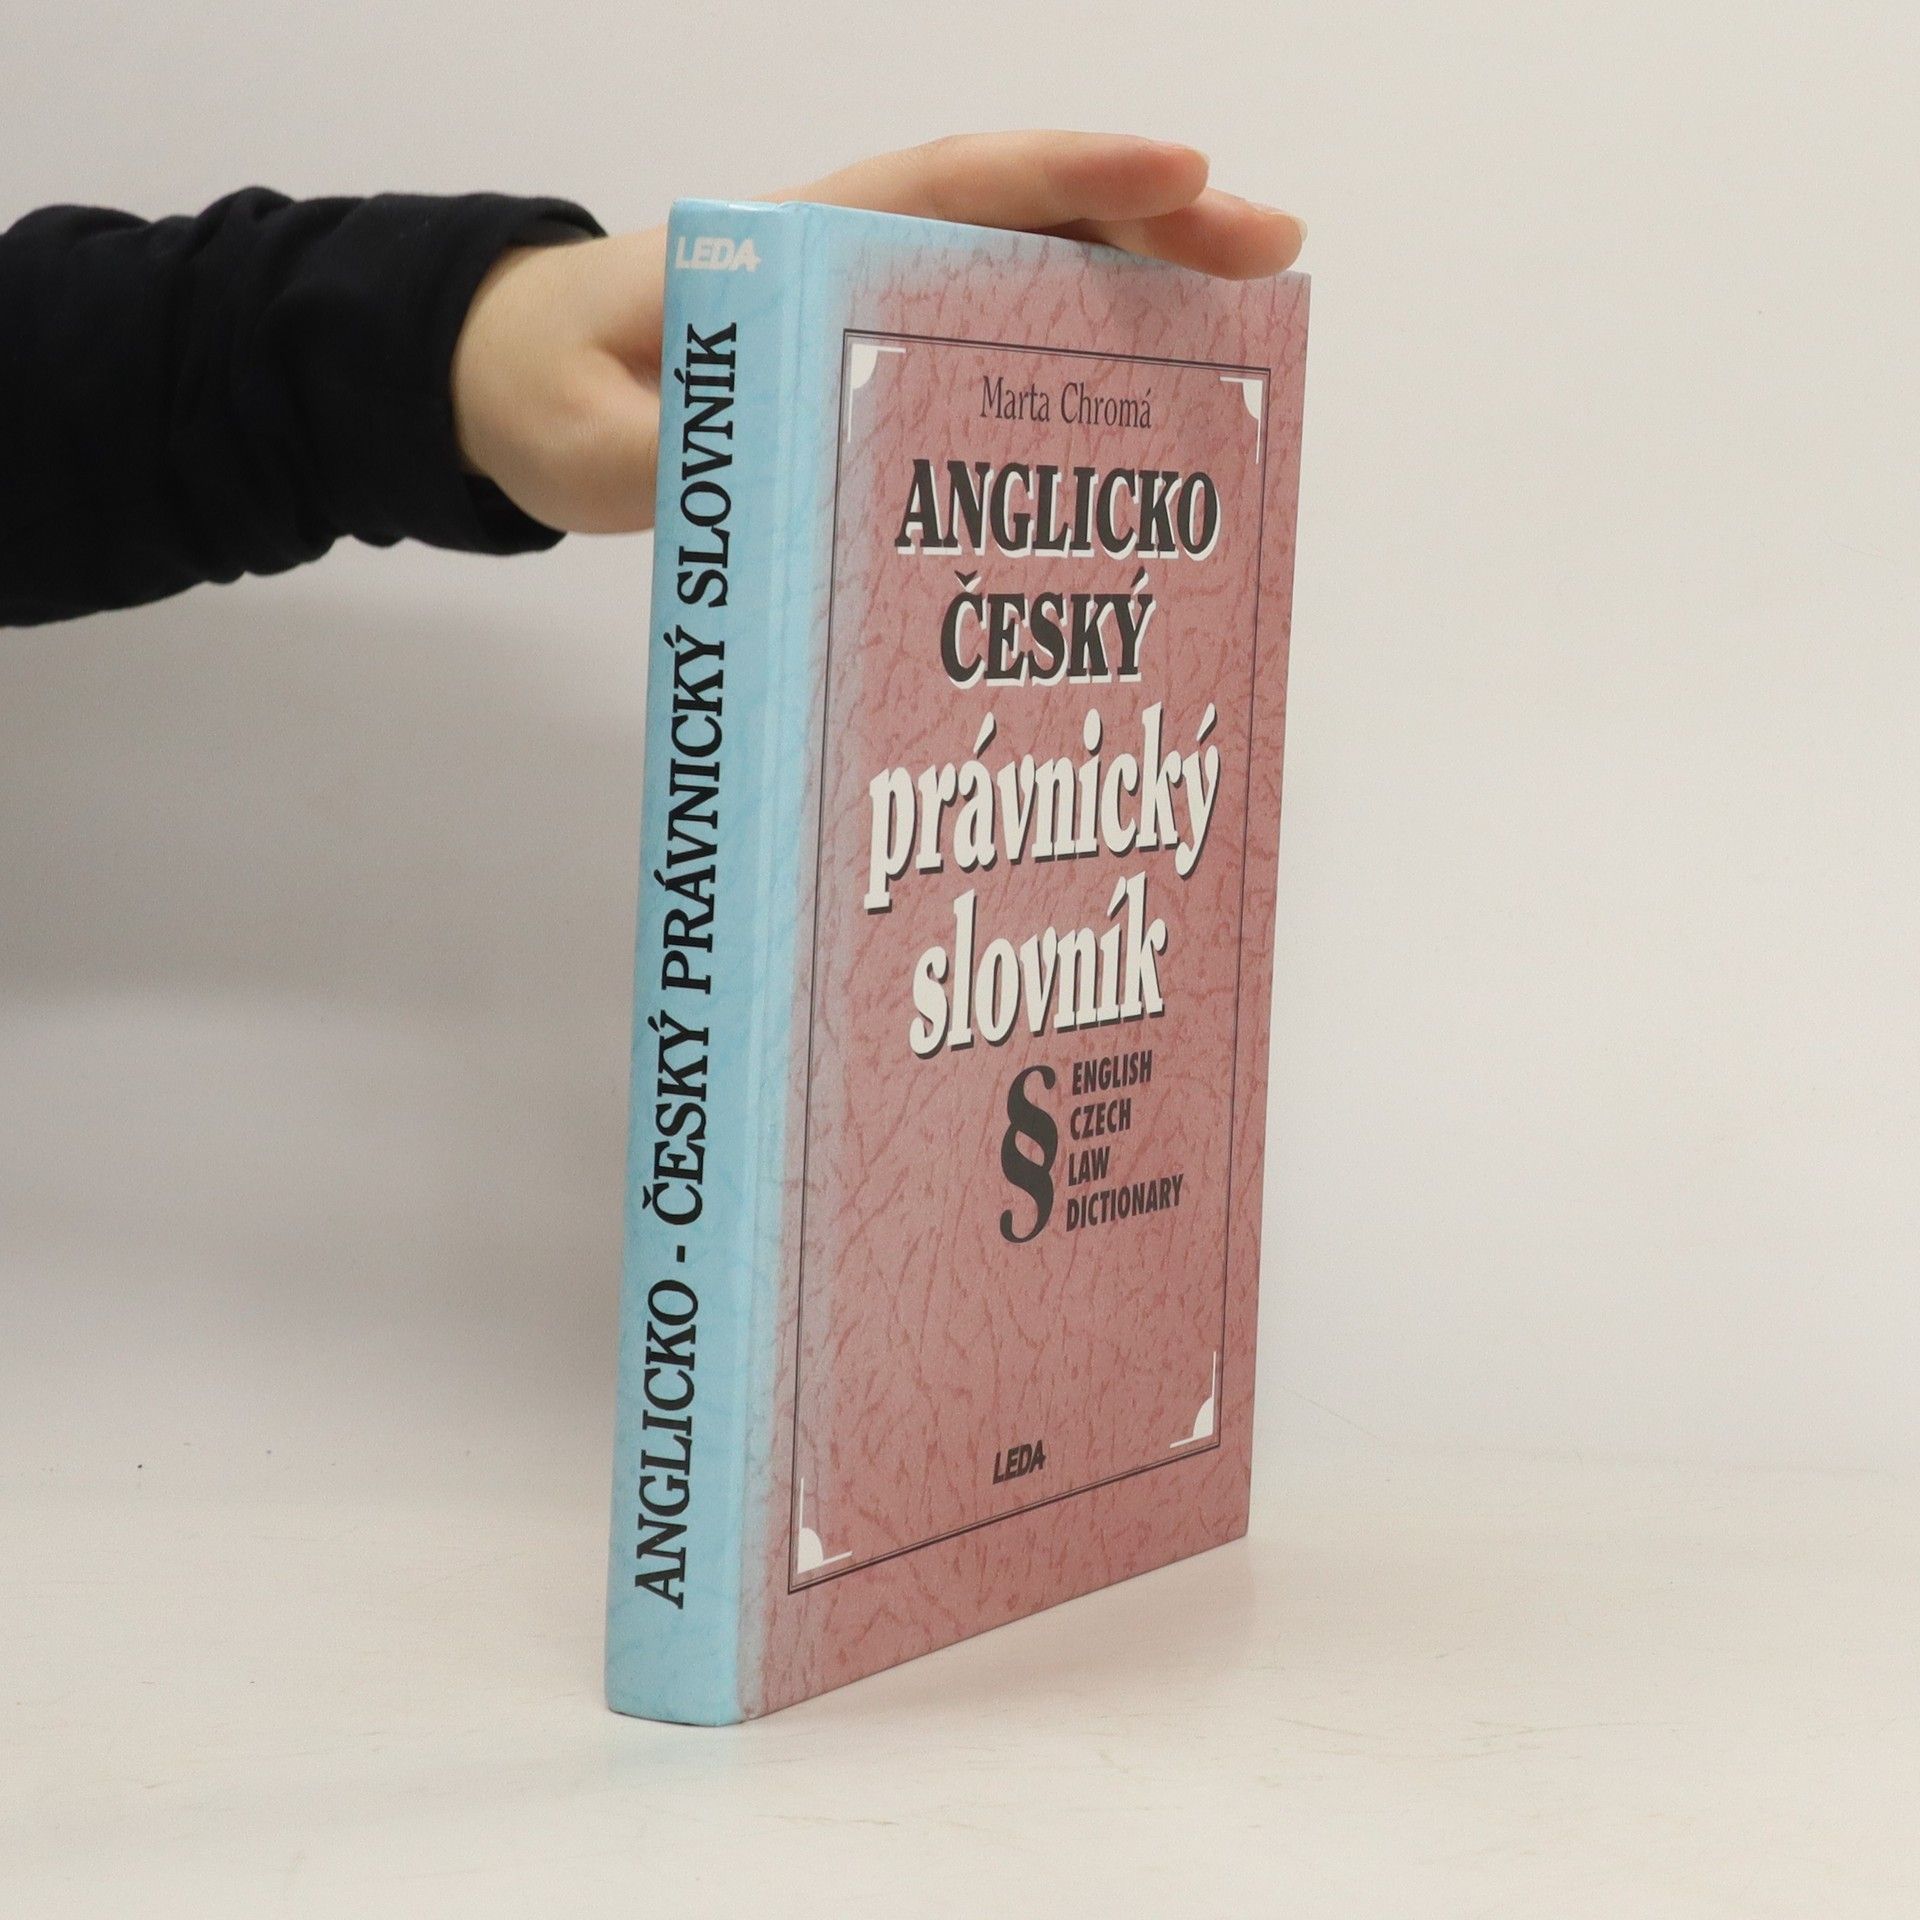 LEDA
ANGLICKO - ČESKÝ PRÁVNICKÝ SLOVNÍK
Marta Chromá
ANGLICKO
ČESKÝ
právnický
slovník
§
ENGLISH
CZECH
LAW
DICTIONARY
LEDA